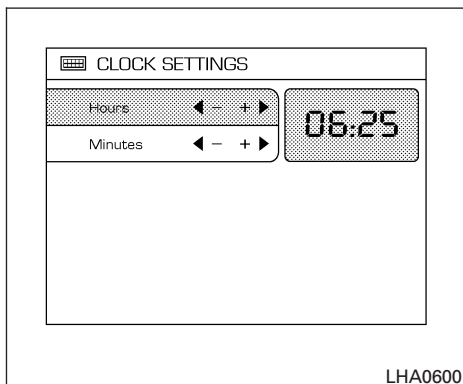 CLOCK SETTINGS
Hours ◀ - + ▶
06:25
Minutes ◀ - + ▶
LHA0600